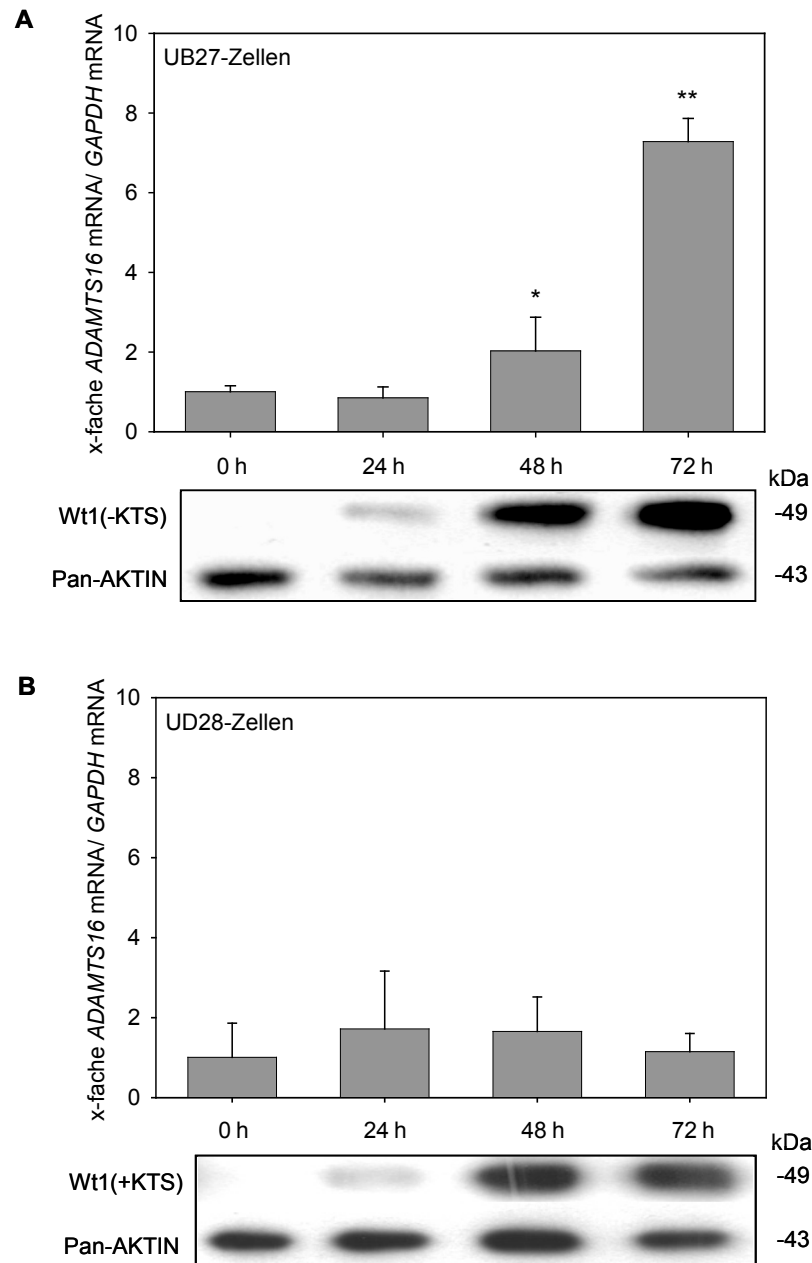 A
x-fache ADAMTS16 mRNA/ GAPDH mRNA
10
8
6
4
2
0
UB27-Zellen
*
**
0 h 24 h 48 h 72 h
kDa
Wt1(-KTS) -49
Pan-AKTIN -43
B
x-fache ADAMTS16 mRNA/ GAPDH mRNA
10
8
6
4
2
0
UD28-Zellen
0 h 24 h 48 h 72 h
kDa
Wt1(+KTS) -49
Pan-AKTIN -43